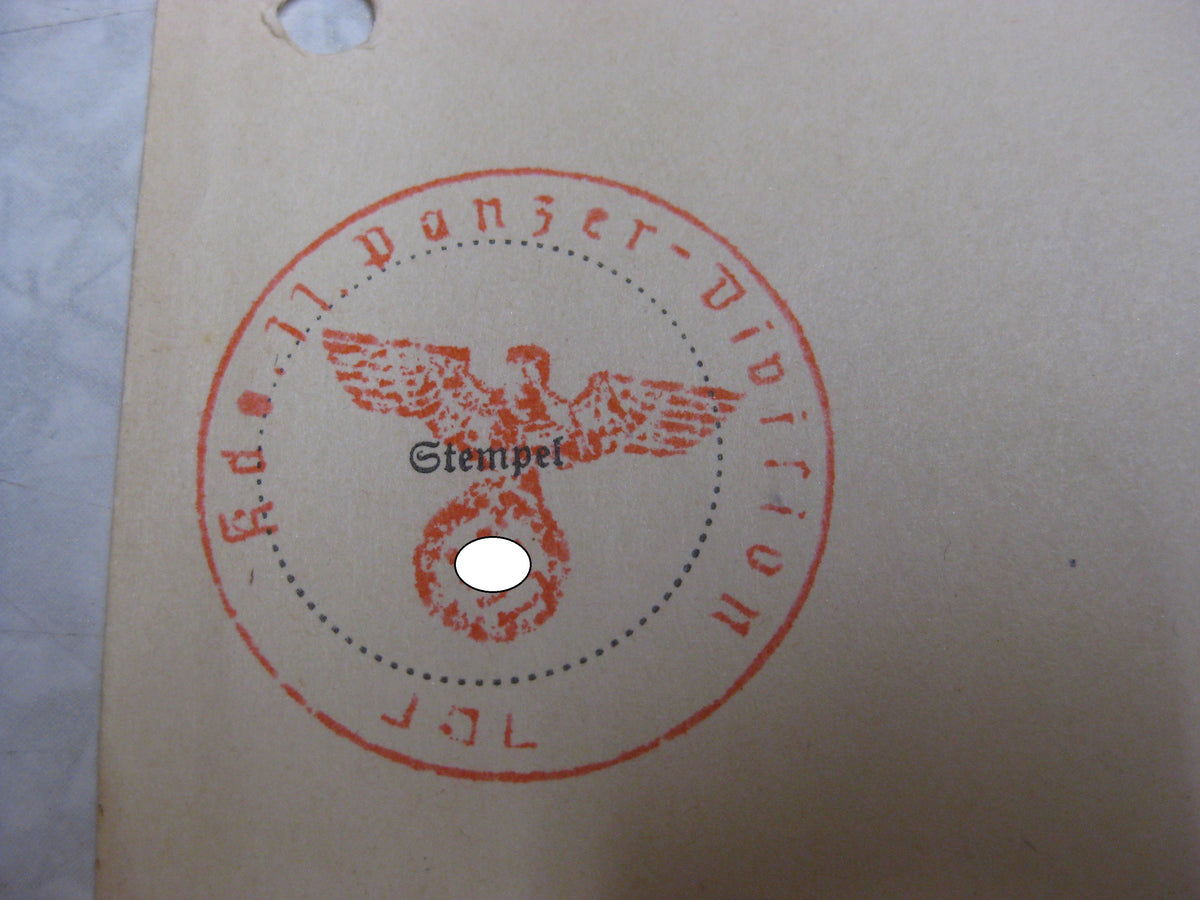 Kdo. 11. Panzer-Division
Stempel